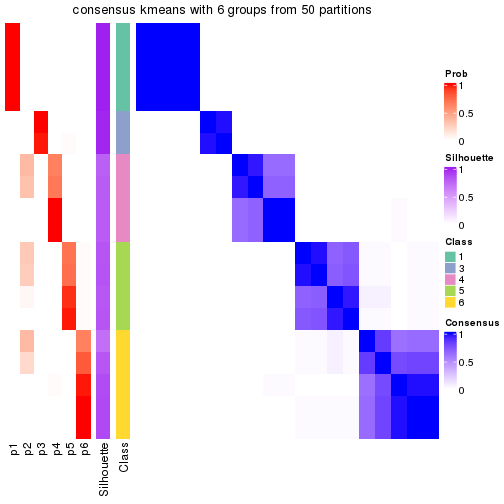 consensus kmeans with 6 groups from 50 partitions
Prob
1
0.5
0
Silhouette
1
0.5
0
Class
1
3
4
5
6
Consensus
1
0.5
0
p1
p2
p3
p4
p5
p6
Silhouette
Class